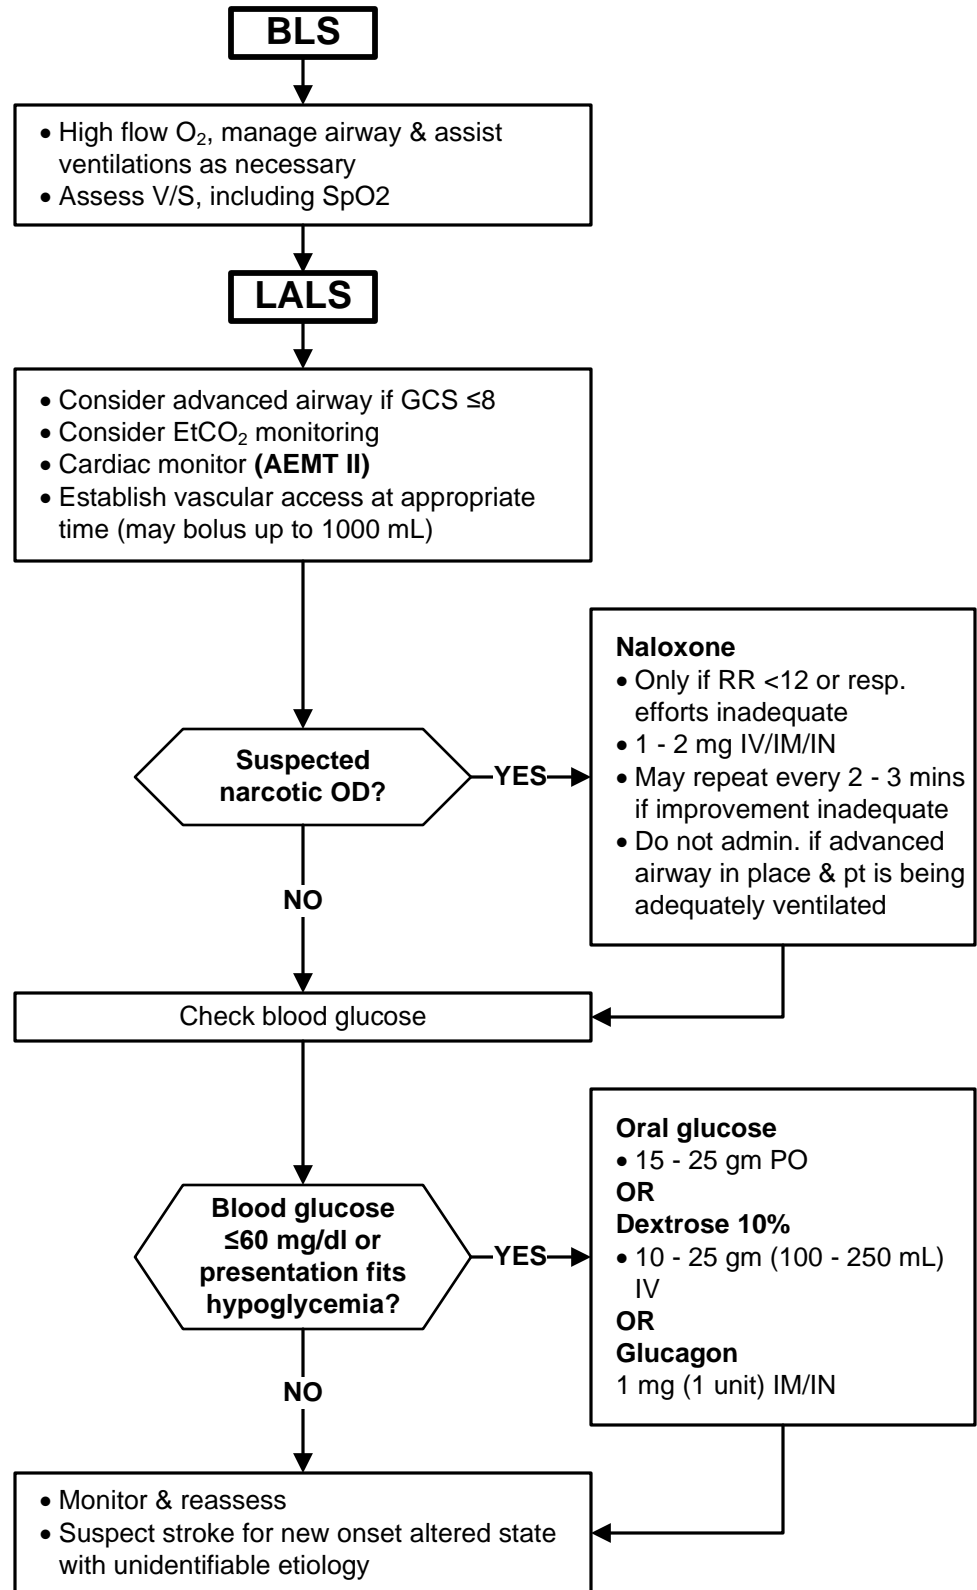 BLS
• High flow O₂, manage airway & assist
ventilations as necessary
• Assess V/S, including SpO2
LALS
• Consider advanced airway if GCS ≤8
• Consider EtCO₂ monitoring
• Cardiac monitor (AEMT II)
• Establish vascular access at appropriate
time (may bolus up to 1000 mL)
Suspected
narcotic OD?
YES
Naloxone
• Only if RR <12 or resp.
efforts inadequate
• 1 - 2 mg IV/IM/IN
• May repeat every 2 - 3 mins
if improvement inadequate
• Do not admin. if advanced
airway in place & pt is being
adequately ventilated
NO
Check blood glucose
Blood glucose
≤60 mg/dl or
presentation fits
hypoglycemia?
YES
Oral glucose
• 15 - 25 gm PO
OR
Dextrose 10%
• 10 - 25 gm (100 - 250 mL)
IV
OR
Glucagon
1 mg (1 unit) IM/IN
NO
• Monitor & reassess
• Suspect stroke for new onset altered state
with unidentifiable etiology